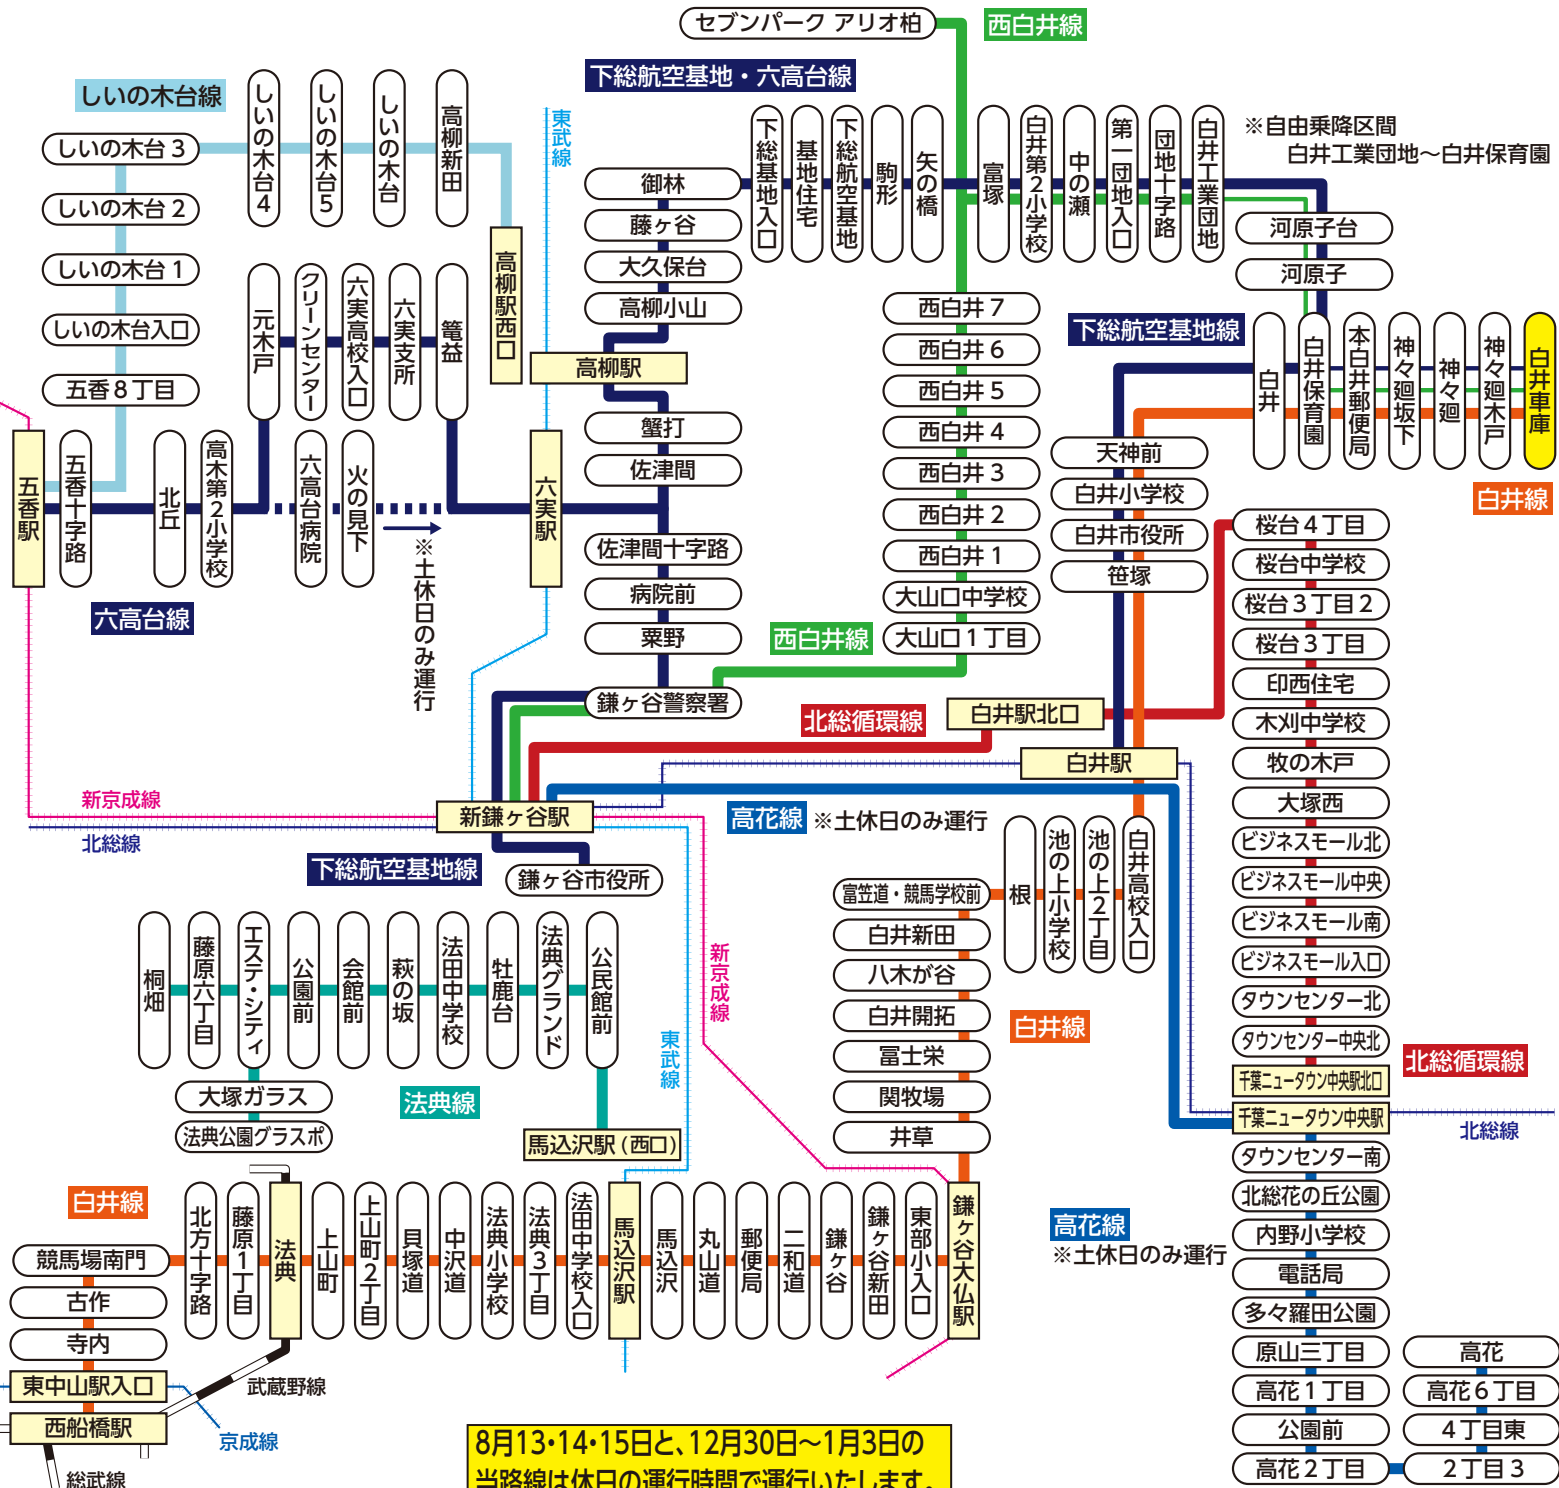 セブンパーク アリオ柏
西白井線
下総航空基地・六高台線
しいの木台線
しいの木台3
しいの木台2
しいの木台1
しいの木台入口
五香8丁目
しいの木台4
しいの木台5
しいの木台
高柳新田
高柳駅西口
東武線
御林
藤ヶ谷
大久保台
高柳小山
高柳駅
蟹打
佐津間
佐津間十字路
病院前
粟野
鎌ヶ谷警察署
下総基地入口
基地住宅
下総航空基地
駒形
矢の橋
富塚
白井第2小学校
中の瀬
第一団地入口
団地十字路
白井工業団地
※自由乗降区間
白井工業団地～白井保育園
河原子台
河原子
下総航空基地線
白井
白井保育園
本白井郵便局
神々廻坂下
神々廻
神々廻木戸
白井車庫
白井線
元木戸
クリーンセンター
六実高校入口
六実支所
篭益
五香駅
五香十字路
北丘
高木第2小学校
六高台病院
火の見下
※土休日のみ運行
六実駅
六高台線
西白井7
西白井6
西白井5
西白井4
西白井3
西白井2
西白井1
大山口中学校
大山口1丁目
西白井線
天神前
白井小学校
白井市役所
笹塚
北総循環線
白井駅北口
白井駅
桜台4丁目
桜台中学校
桜台3丁目2
桜台3丁目
印西住宅
木刈中学校
牧の木戸
大塚西
ビジネスモール北
ビジネスモール中央
ビジネスモール南
ビジネスモール入口
タウンセンター北
タウンセンター中央北
千葉ニュータウン中央駅北口
千葉ニュータウン中央駅
北総循環線
北総線
タウンセンター南
北総花の丘公園
内野小学校
電話局
多々羅田公園
原山三丁目
高花1丁目
公園前
高花2丁目
高花
高花6丁目
4丁目東
2丁目3
高花線
※土休日のみ運行
新京成線
北総線
新鎌ヶ谷駅
高花線 ※土休日のみ運行
下総航空基地線
鎌ヶ谷市役所
富笠道・競馬学校前
根
池の上小学校
池の上2丁目
白井高校入口
白井新田
八木が谷
白井開拓
冨士栄
関牧場
井草
白井線
新京成線
東武線
桐畑
藤原六丁目
エステ・シティ
公園前
会館前
萩の坂
法田中学校
牡鹿台
法典グランド
公民館前
大塚ガラス
法典公園グラスポ
法典線
馬込沢駅(西口)
白井線
競馬場南門
古作
寺内
東中山駅入口
西船橋駅
北方十字路
藤原1丁目
法典
上山町
上山町2丁目
貝塚道
中沢道
法典小学校
法典3丁目
法田中学校入口
馬込沢駅
馬込沢
丸山道
郵便局
二和道
鎌ヶ谷
鎌ヶ谷新田
東部小入口
鎌ヶ谷大仏駅
武蔵野線
京成線
総武線
8月13・14・15日と、12月30日～1月3日の
当路線は休日の運行時間で運行いたします。